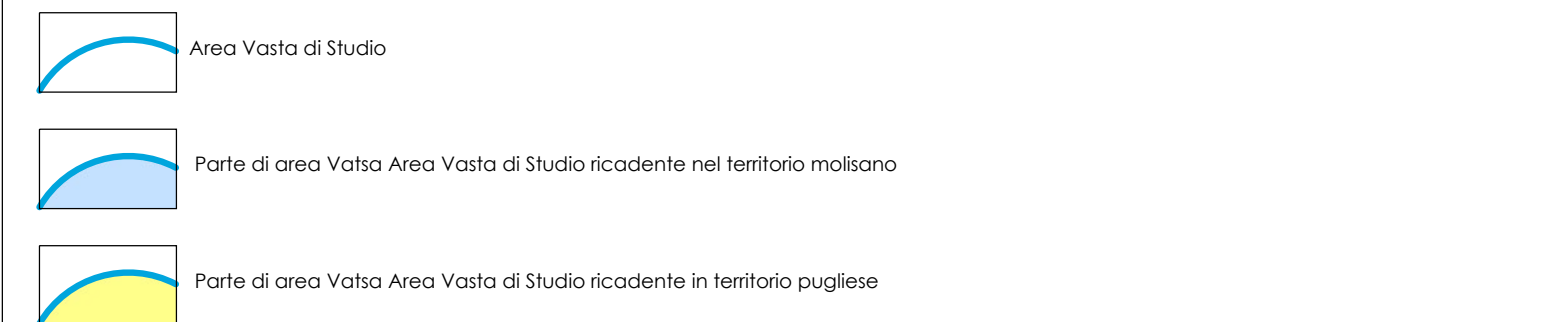 Area Vasta di Studio
Parte di area Vatsa Area Vasta di Studio ricadente nel territorio molisano
Parte di area Vatsa Area Vasta di Studio ricadente in territorio pugliese